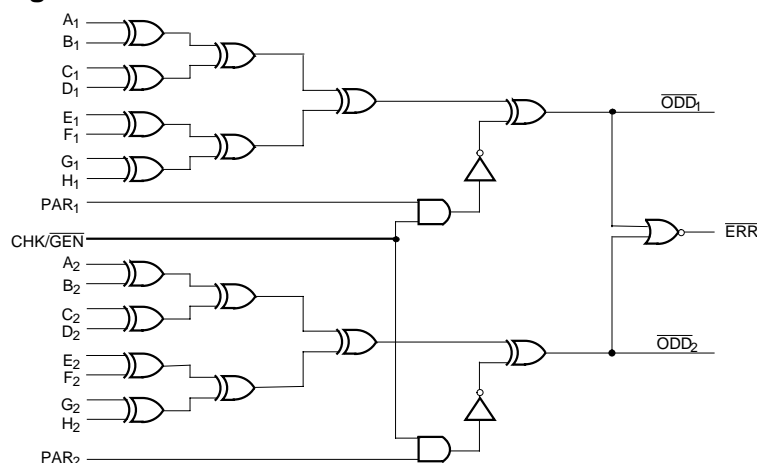 g
A1
B1
C1
D1
E1
F1
G1
H1
PAR1
CHK/GEN
A2
B2
C2
D2
E2
F2
G2
H2
PAR2
ODD1
ERR
ODD2